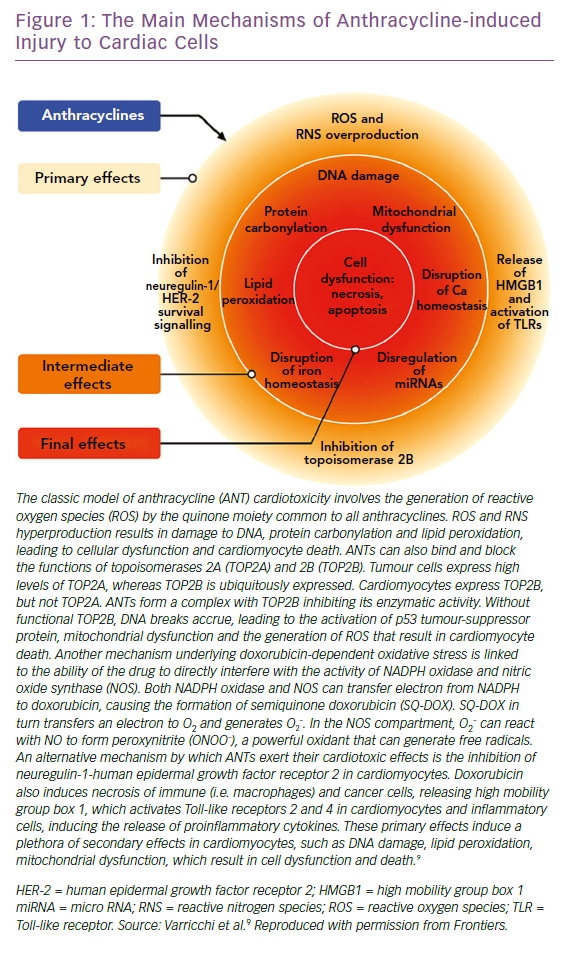 Figure 1: The Main Mechanisms of Anthracycline-induced
Injury to Cardiac Cells
Anthracyclines
Primary effects
Intermediate
effects
Final effects
ROS and
RNS overproduction
DNA damage
Protein
carbonylation
Mitochondrial
dysfunction
Inhibition
of
neuregulin-1/
HER-2
survival
signalling
Lipid
peroxidation
Cell
dysfunction:
necrosis,
apoptosis
Disruption
of Ca
homeostasis
Release
of
HMGB1
and
activation
of TLRs
Disruption
of iron
homeostasis
Disregulation
of
miRNAs
Inhibition of
topoisomerase 2B
The classic model of anthracycline (ANT) cardiotoxicity involves the generation of reactive
oxygen species (ROS) by the quinone moiety common to all anthracyclines. ROS and RNS
hyperproduction results in damage to DNA, protein carbonylation and lipid peroxidation,
leading to cellular dysfunction and cardiomyocyte death. ANTs can also bind and block
the functions of topoisomerases 2A (TOP2A) and 2B (TOP2B). Tumour cells express high
levels of TOP2A, whereas TOP2B is ubiquitously expressed. Cardiomyocytes express TOP2B,
but not TOP2A. ANTs form a complex with TOP2B inhibiting its enzymatic activity. Without
functional TOP2B, DNA breaks accrue, leading to the activation of p53 tumour-suppressor
protein, mitochondrial dysfunction and the generation of ROS that result in cardiomyocyte
death. Another mechanism underlying doxorubicin-dependent oxidative stress is linked
to the ability of the drug to directly interfere with the activity of NADPH oxidase and nitric
oxide synthase (NOS). Both NADPH oxidase and NOS can transfer electron from NADPH
to doxorubicin, causing the formation of semiquinone doxorubicin (SQ-DOX). SQ-DOX in
turn transfers an electron to O₂ and generates O₂⁻. In the NOS compartment, O₂⁻ can react
with NO to form peroxynitrite (ONOO⁻), a powerful oxidant that can generate free radicals.
An alternative mechanism by which ANTs exert their cardiotoxic effects is the inhibition of
neuregulin-1-human epidermal growth factor receptor 2 in cardiomyocytes. Doxorubicin
also induces necrosis of immune (i.e. macrophages) and cancer cells, releasing high mobility
group box 1, which activates Toll-like receptors 2 and 4 in cardiomyocytes and inflammatory
cells, inducing the release of proinflammatory cytokines. These primary effects induce a
plethora of secondary effects in cardiomyocytes, such as DNA damage, lipid peroxidation,
mitochondrial dysfunction, which result in cell dysfunction and death.⁹
HER-2 = human epidermal growth factor receptor 2; HMGB1 = high mobility group box 1
miRNA = micro RNA; RNS = reactive nitrogen species; ROS = reactive oxygen species; TLR =
Toll-like receptor. Source: Varricchi et al.⁹ Reproduced with permission from Frontiers.